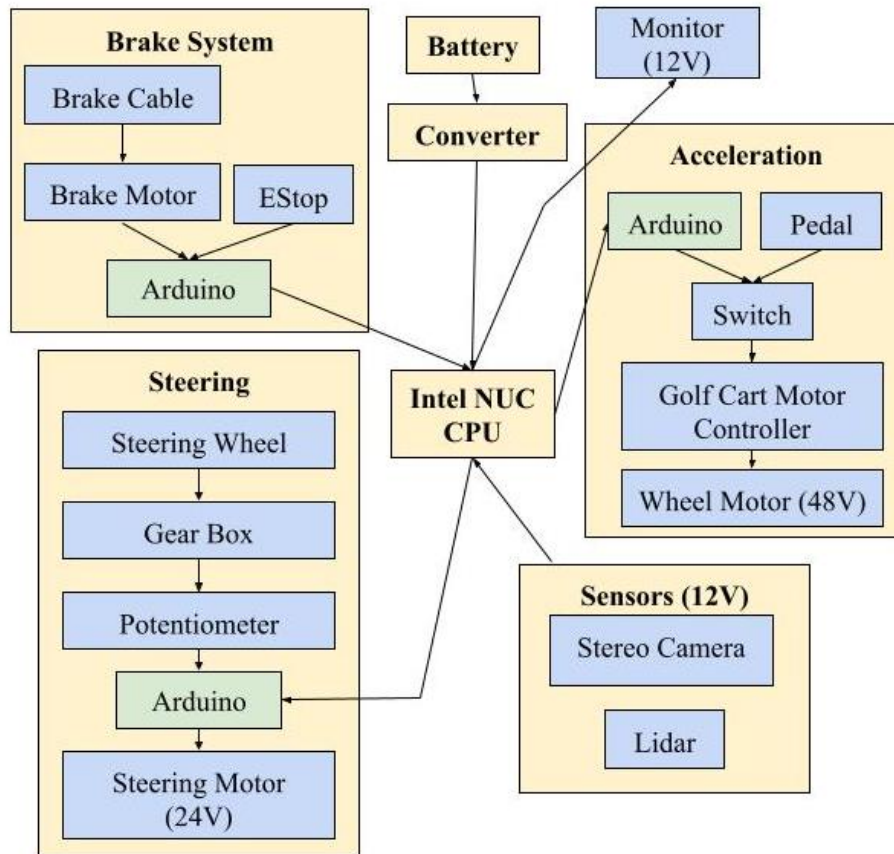 Brake System
Brake Cable
Brake Motor
EStop
Arduino
Battery
Converter
Monitor
(12V)
Acceleration
Arduino
Pedal
Switch
Golf Cart Motor
Controller
Wheel Motor (48V)
Intel NUC
CPU
Steering
Steering Wheel
Gear Box
Potentiometer
Arduino
Steering Motor
(24V)
Sensors (12V)
Stereo Camera
Lidar